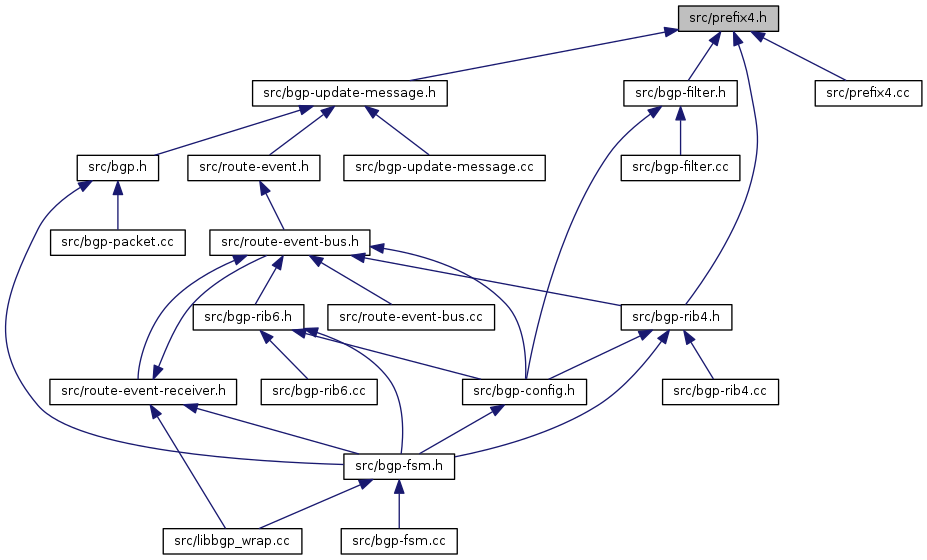 src/prefix4.h
src/bgp-update-message.h
src/bgp-filter.h
src/prefix4.cc
src/bgp.h
src/route-event.h
src/bgp-update-message.cc
src/bgp-filter.cc
src/bgp-packet.cc
src/route-event-bus.h
src/bgp-rib6.h
src/route-event-bus.cc
src/bgp-rib4.h
src/route-event-receiver.h
src/bgp-rib6.cc
src/bgp-config.h
src/bgp-rib4.cc
src/bgp-fsm.h
src/libbgp_wrap.cc
src/bgp-fsm.cc